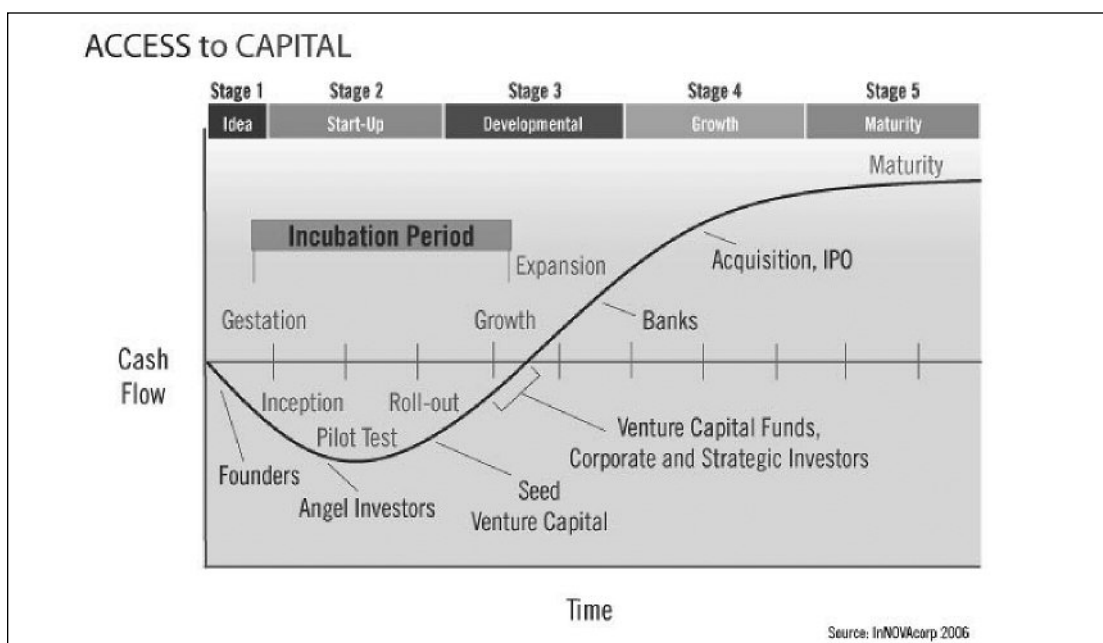 ACCESS to CAPITAL
Stage 1 Stage 2 Stage 3 Stage 4 Stage 5
Idea Start-Up Developmental Growth Maturity
Maturity
Incubation Period
Expansion
Acquisition, IPO
Gestation
Growth
Banks
Cash
Flow
Inception
Roll-out
Pilot Test
Venture Capital Funds,
Corporate and Strategic Investors
Founders
Angel Investors
Seed
Venture Capital
Time
Source: InNOVAcorp 2006